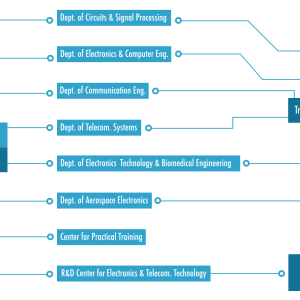 Dept. of Circuits & Signal Processing
Dept. of Electronics & Computer Eng.
Dept. of Communication Eng.
Tr
Dept. of Telecom. Systems
Dept. of Electronics Technology & Biomedical Engineering
Dept. of Aerospace Electronics
Center for Practical Training
R&D Center for Electronics & Telecom. Technology